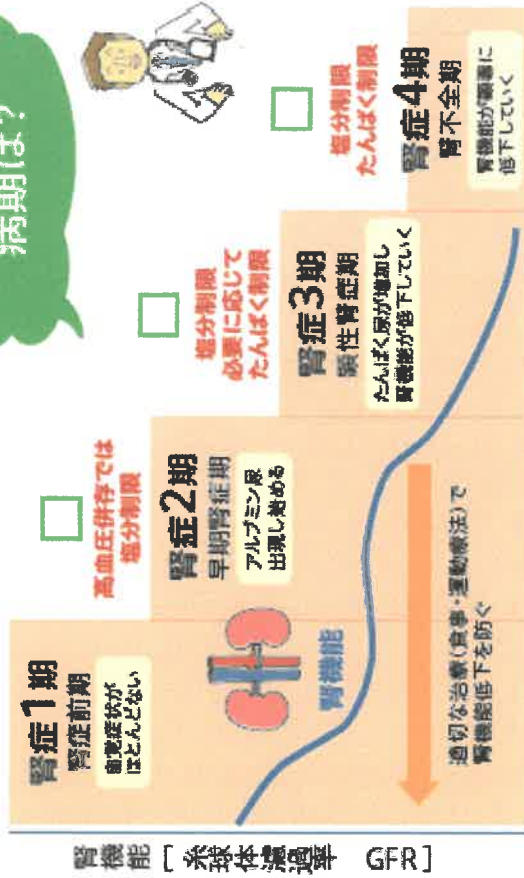 病期は？
腎症1期
腎症前期
自覚症状が
ほとんどない
高血圧併存では
塩分制限
腎症2期
早期腎症期
アルブミン尿
出現し始める
塩分制限
必要に応じて
たんぱく制限
腎症3期
顕性腎症期
たんぱく尿が増加し
腎機能が低下していく
塩分制限
たんぱく制限
腎症4期
腎不全期
腎機能が顕著に
低下していく
腎機能
適切な治療(食事・運動療法)で
腎機能低下を防ぐ
腎機能［糸球体濾過率 GFR］